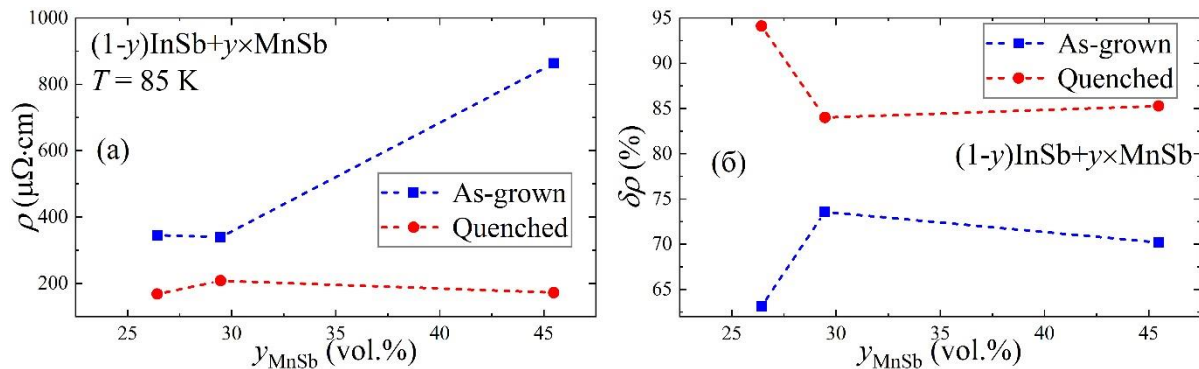 1000
800
600
400
200
ρ (μΩ·cm)
(1-y)InSb+y×MnSb
T = 85 K
(а)
As-grown
Quenched
25 30 35 40 45
yMnSb (vol.%)
95
90
85
80
75
70
65
δρ (%)
As-grown
Quenched
(б)
(1-y)InSb+y×MnSb
25 30 35 40 45
yMnSb (vol.%)